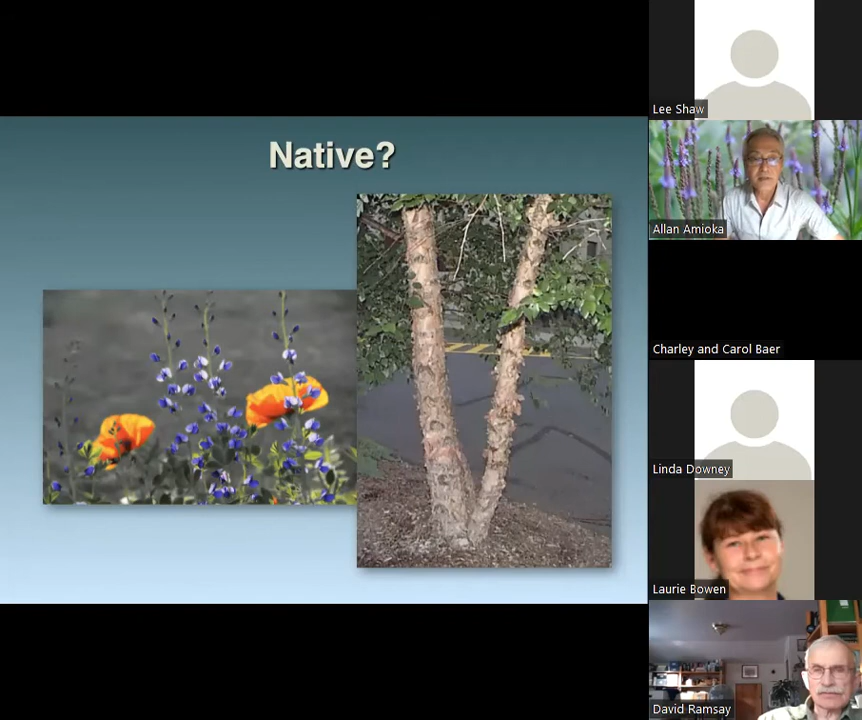 Native?
Lee Shaw
Allan Amioka
Charley and Carol Baer
Linda Downey
Laurie Bowen
David Ramsay